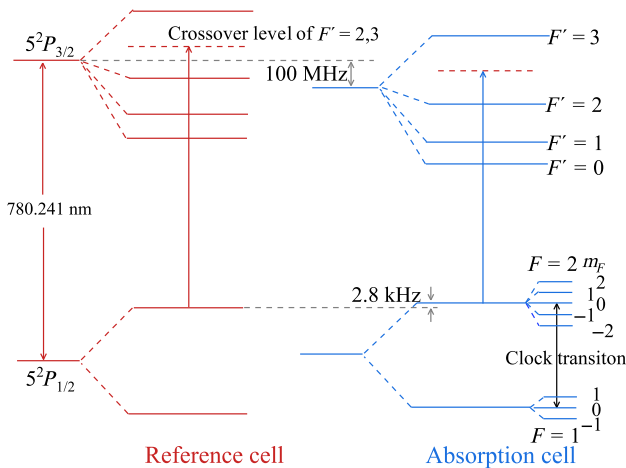 5²P3/2
Crossover level of F′ = 2,3
100 MHz
F′ = 3
F′ = 2
F′ = 1
F′ = 0
780.241 nm
2.8 kHz
F = 2 mF
2
1
0
−1
−2
Clock transiton
5²P1/2
1
0
−1
F = 1
Reference cell
Absorption cell